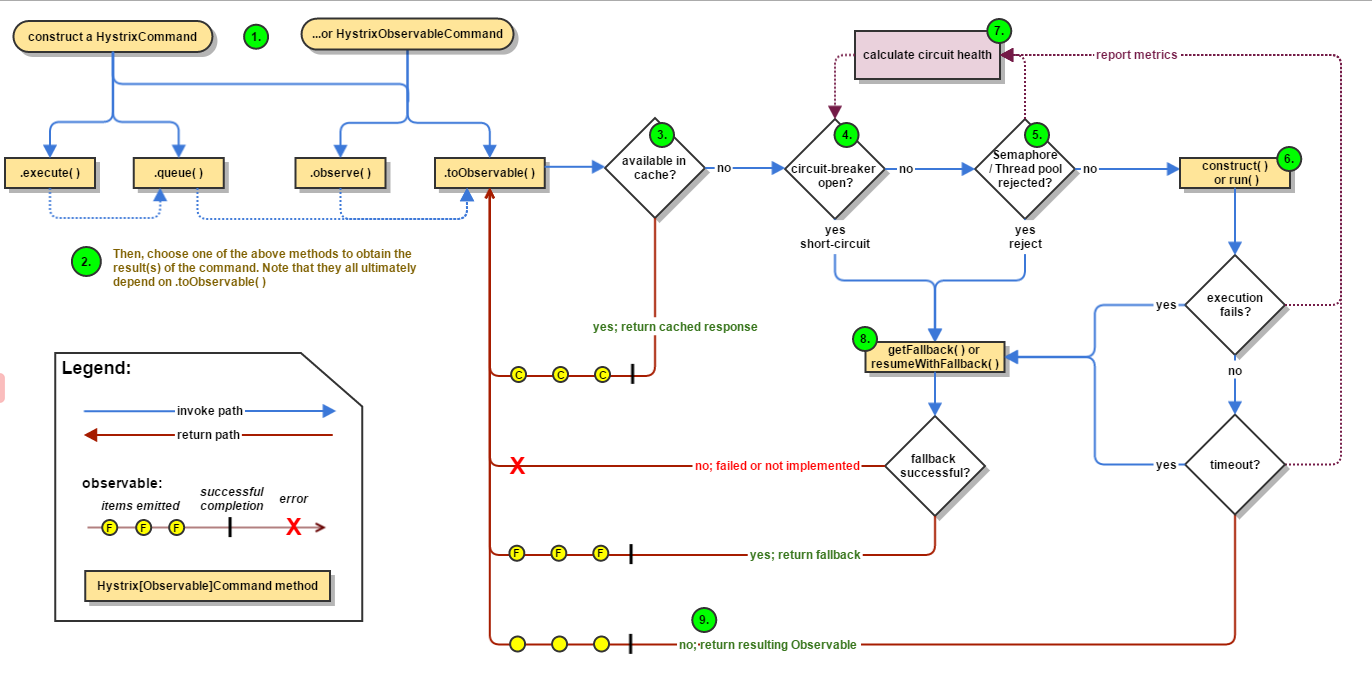 construct a HystrixCommand
1.
...or HystrixObservableCommand
7.
calculate circuit health
report metrics
.execute( )
.queue( )
.observe( )
.toObservable( )
3.
available in
cache?
no
4.
circuit-breaker
open?
no
5.
Semaphore
/ Thread pool
rejected?
no
6.
construct( )
or run( )
yes
short-circuit
yes
reject
2.
Then, choose one of the above methods to obtain the
result(s) of the command. Note that they all ultimately
depend on .toObservable( )
execution
fails?
yes
no
yes; return cached response
8.
getFallback( ) or
resumeWithFallback( )
C
C
C
Legend:
invoke path
return path
observable:
items emitted
successful
completion
error
F
F
F
X
Hystrix[Observable]Command method
X
no; failed or not implemented
fallback
successful?
yes
timeout?
F
F
F
yes; return fallback
9.
no; return resulting Observable